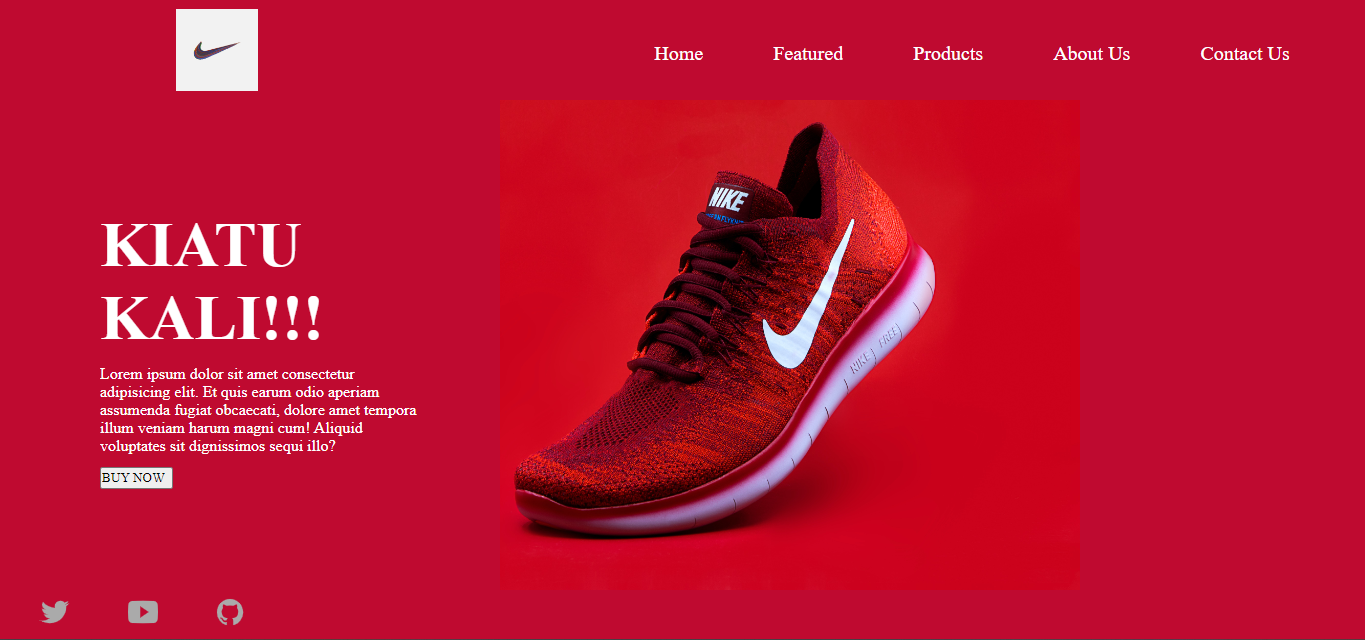 Home Featured Products About Us Contact Us
NIKE
KIATU
KALI!!!
Lorem ipsum dolor sit amet consectetur
adipisicing elit. Et quis earum odio aperiam
assumenda fugiat obcaecati, dolore amet tempora
illum veniam harum magni cum! Aliquid
voluptates sit dignissimos sequi illo?
BUY NOW
NIKE FREE